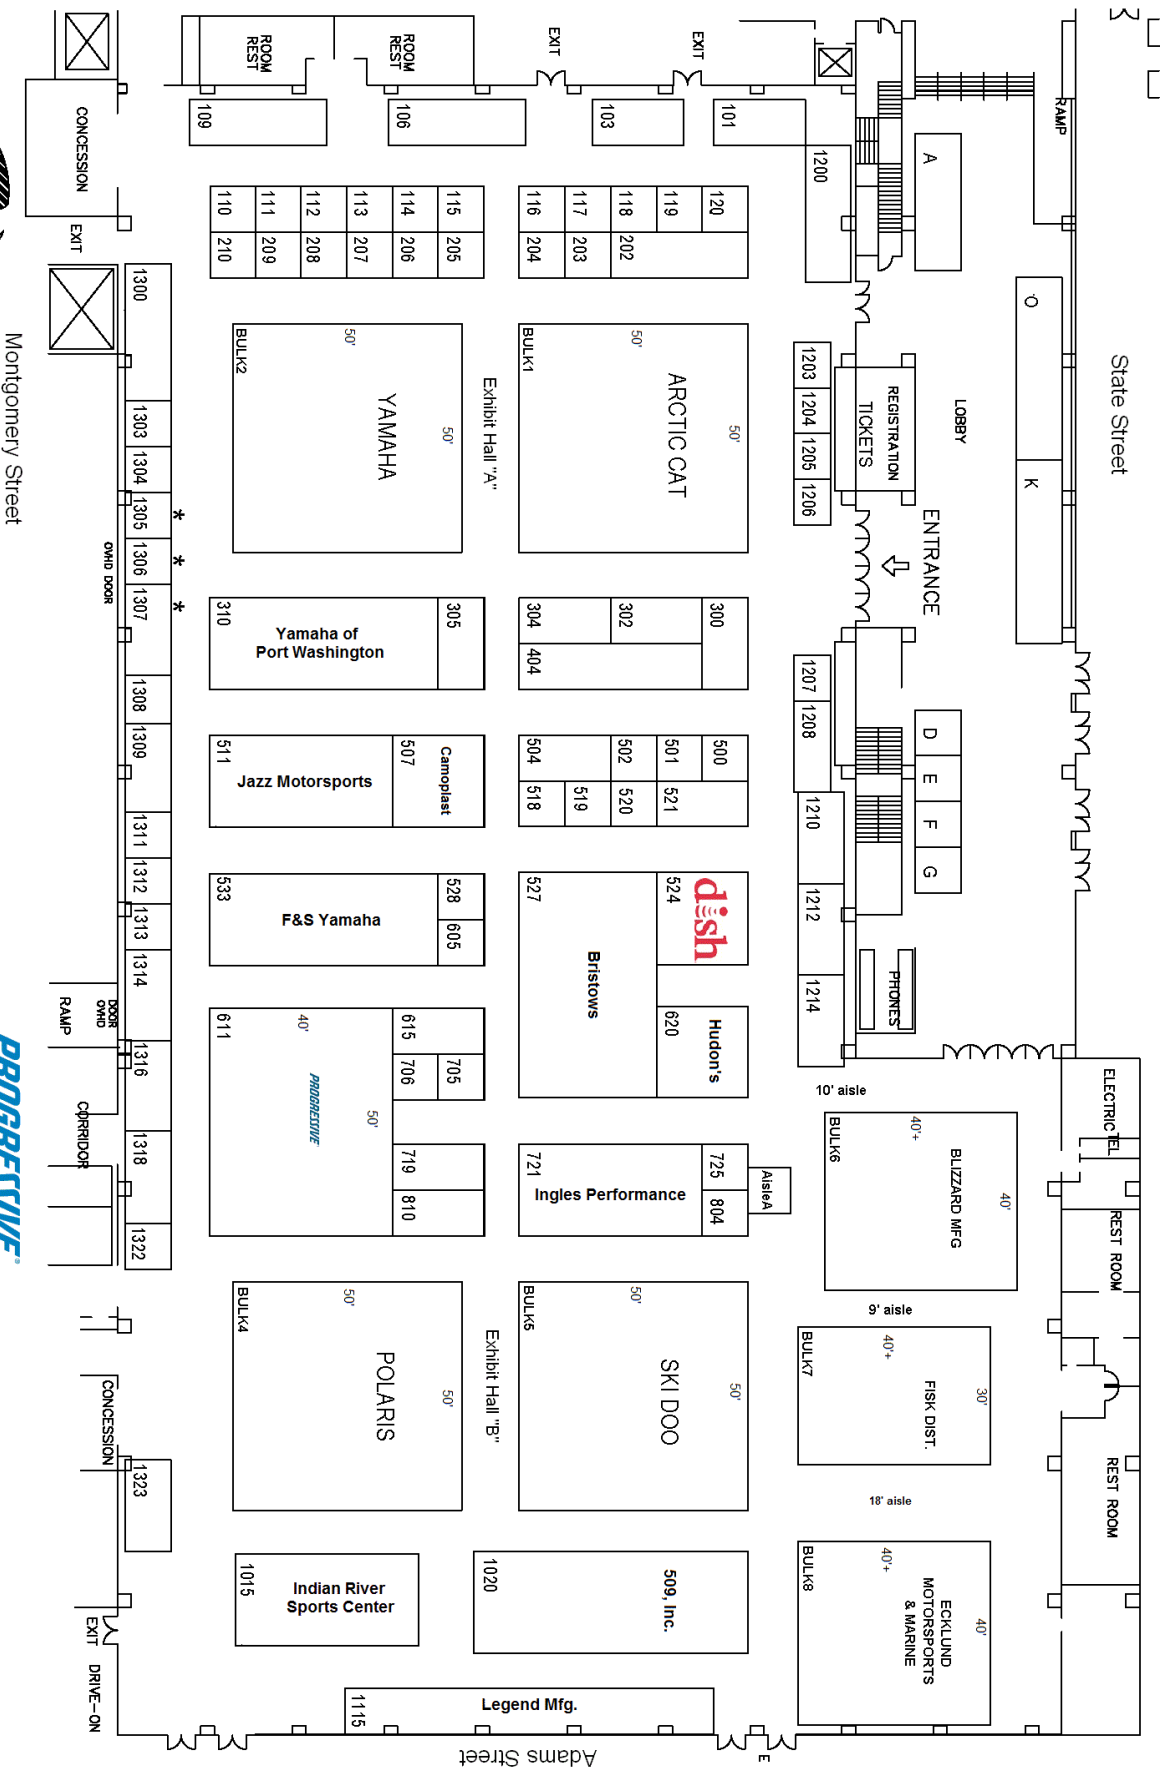 ROOM
REST
ROOM
REST
EXIT
EXIT
RAMP
CONCESSION
109
106
103
101
1200
A
EXIT
110
111
112
113
114
115
116
117
118
119
120
210
209
208
207
206
205
204
203
202
State Street
Montgomery Street
1300
O
K
BULK2
50'
50'
YAMAHA
Exhibit Hall "A"
BULK1
50'
50'
ARCTIC CAT
1203
1204
1205
1206
REGISTRATION
TICKETS
LOBBY
ENTRANCE
1303
1304
1305
1306
1307
*
*
*
OVHD DOOR
310
Yamaha of
Port Washington
305
304
302
300
404
1207
1208
1308
1309
511
Jazz Motorsports
507
Camoplast
504
502
501
500
518
519
520
521
D
E
F
G
1210
1212
1214
1311
1312
1313
1314
533
F&S Yamaha
528
605
527
Bristows
524
dish
620
Hudon's
PHONES
RAMP
DOOR
OVHD
1316
611
40'
50'
PROGRESSIVE
615
706
705
719
810
10' aisle
ELECTRIC
TEL
CORRIDOR
1318
1322
PROGRESSIVE
721
Ingles Performance
725
804
AisleA
BULK6
40'+
40'
BLIZZARD MFG
REST ROOM
9' aisle
BULK4
50'
50'
POLARIS
Exhibit Hall "B"
BULK5
50'
50'
SKI DOO
BULK7
40'+
30'
FISK DIST.
REST ROOM
18' aisle
CONCESSION
1323
1015
Indian River
Sports Center
1020
509, Inc.
BULK8
40'+
40'
ECKLUND
MOTORSPORTS
& MARINE
EXIT
DRIVE-ON
1115
Legend Mfg.
E
Adams Street